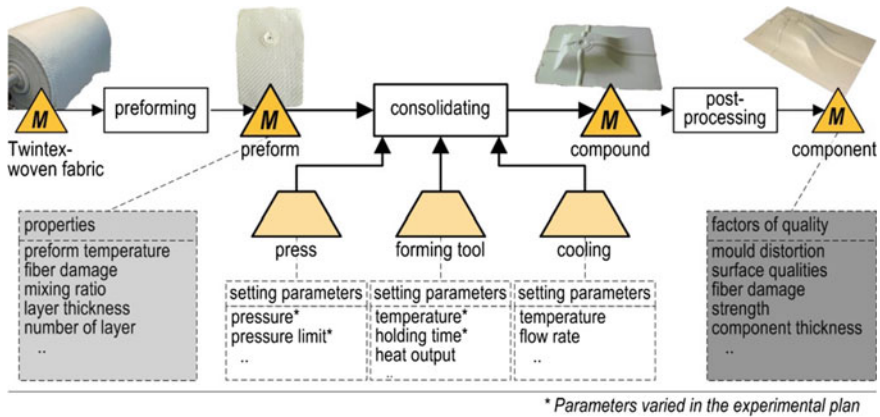 M
preforming
M
consolidating
M
post-
processing
M
Twintex-
woven fabric
preform
compound
component
press
forming tool
cooling
properties
preform temperature
fiber damage
mixing ratio
layer thickness
number of layer
..
setting parameters
pressure*
pressure limit*
..
setting parameters
temperature*
holding time*
heat output
..
setting parameters
temperature
flow rate
..
factors of quality
mould distortion
surface qualities
fiber damage
strength
component thickness
..
* Parameters varied in the experimental plan